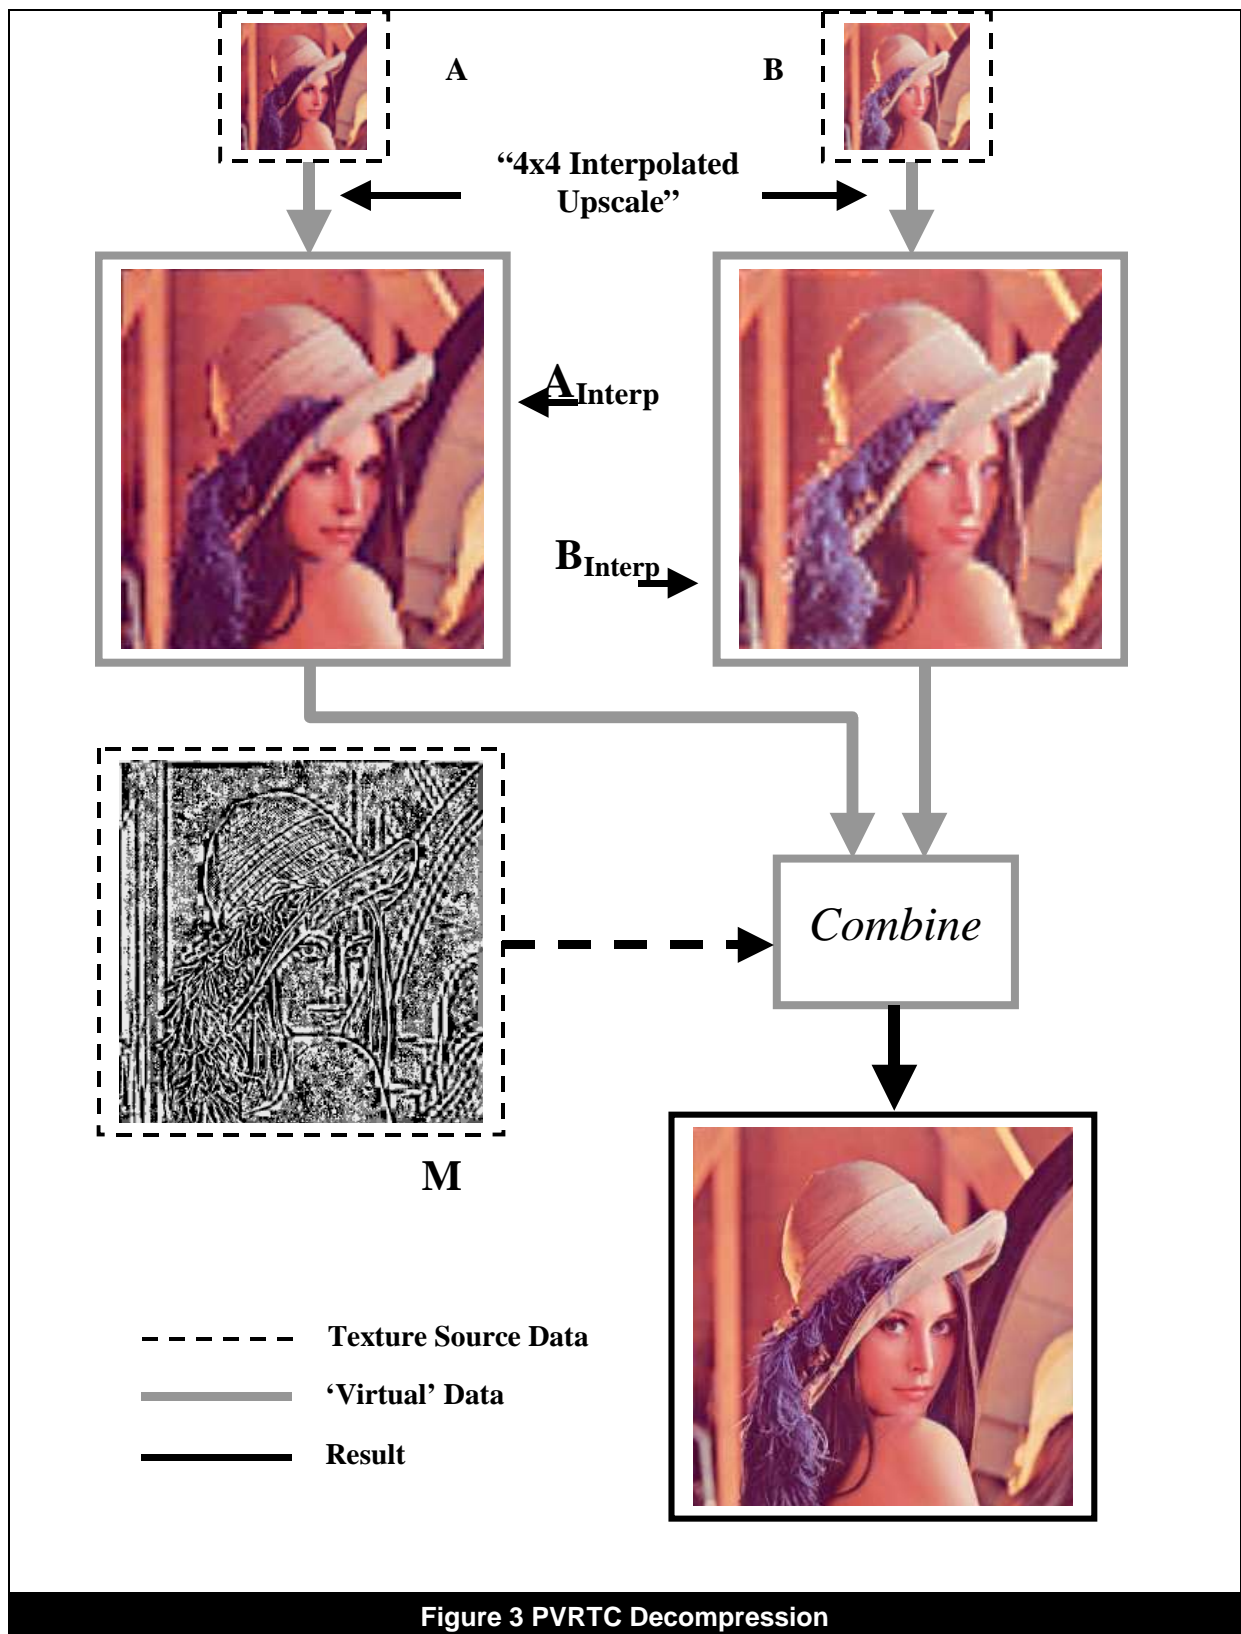 A
B
“4x4 Interpolated
Upscale”
AInterp
BInterp
Combine
M
Texture Source Data
‘Virtual’ Data
Result
Figure 3 PVRTC Decompression